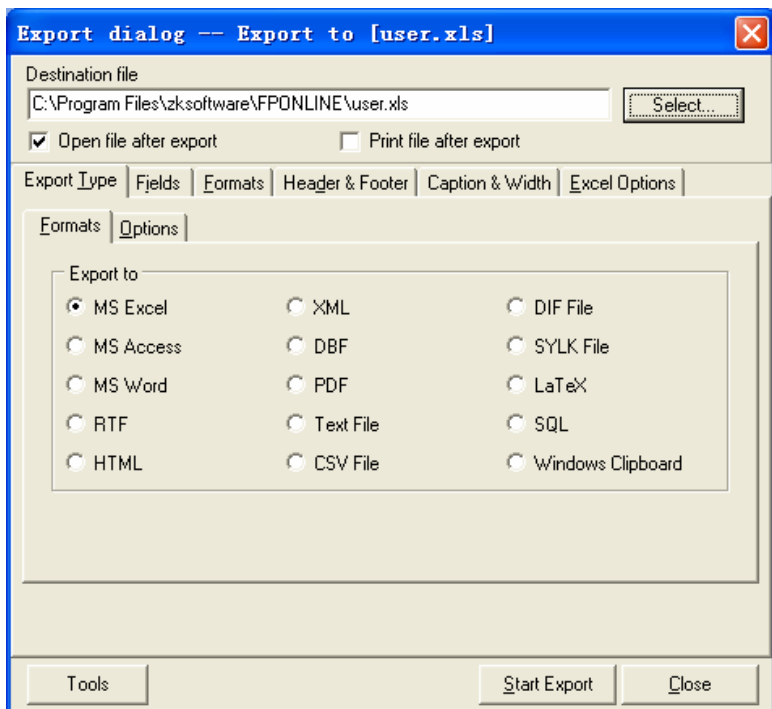 Export dialog -- Export to [user.xls]
Destination file
C:\Program Files\zksoftware\FPONLINE\user.xls
Select...
Open file after export
Print file after export
Export Type
Fields
Formats
Header & Footer
Caption & Width
Excel Options
Formats
Options
Export to
MS Excel
XML
DIF File
MS Access
DBF
SYLK File
MS Word
PDF
LaTeX
RTF
Text File
SQL
HTML
CSV File
Windows Clipboard
Tools
Start Export
Close